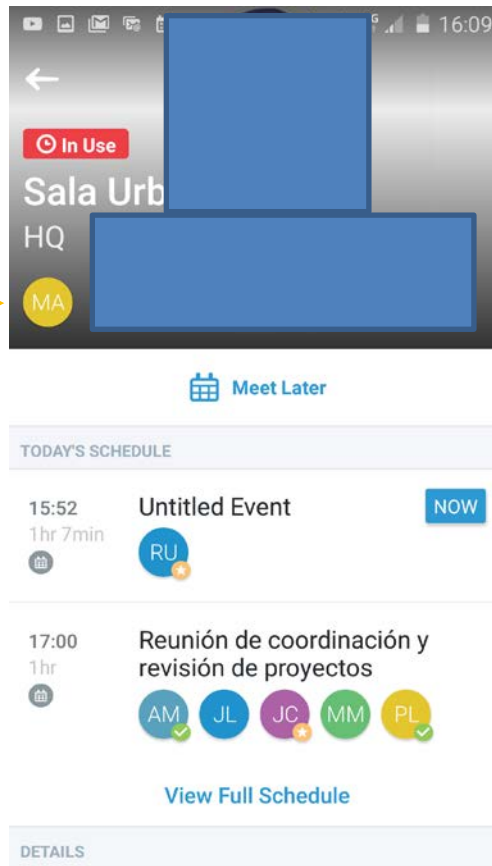 16:09
In Use
Sala Urb
HQ
MA
Meet Later
TODAY'S SCHEDULE
15:52 Untitled Event NOW
1hr 7min
RU
17:00 Reunión de coordinación y
1hr revisión de proyectos
AM JL JC MM PL
View Full Schedule
DETAILS